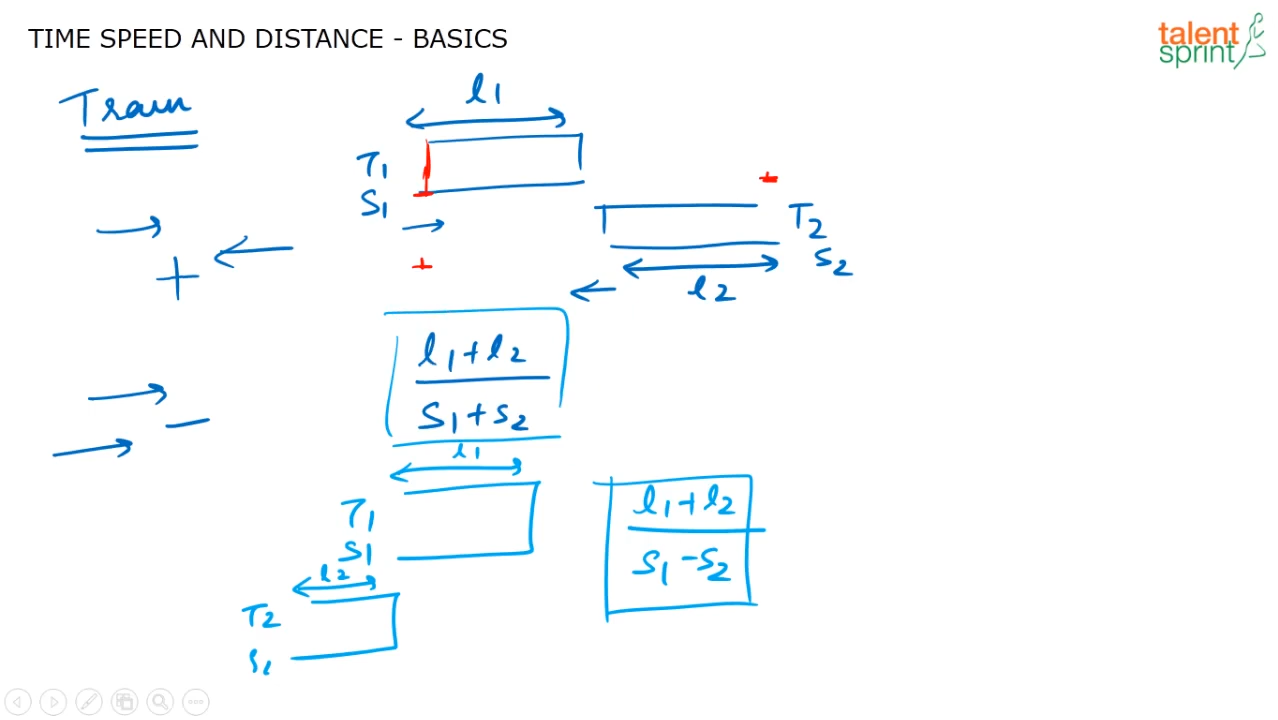 TIME SPEED AND DISTANCE - BASICS
talent
sprint
Train
l1
T1
S1
T2
S2
l2
+
l1+l2
S1+S2
-
l1
T1
S1
l1+l2
S1-S2
l2
T2
S1